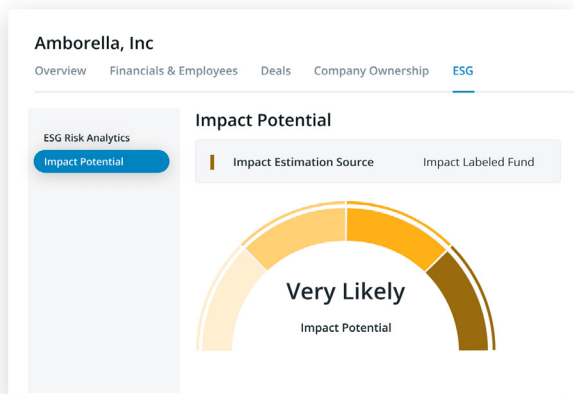 Amborella, Inc
Overview Financials & Employees Deals Company Ownership ESG
ESG Risk Analytics
Impact Potential
Impact Potential
Impact Estimation Source Impact Labeled Fund
Very Likely
Impact Potential